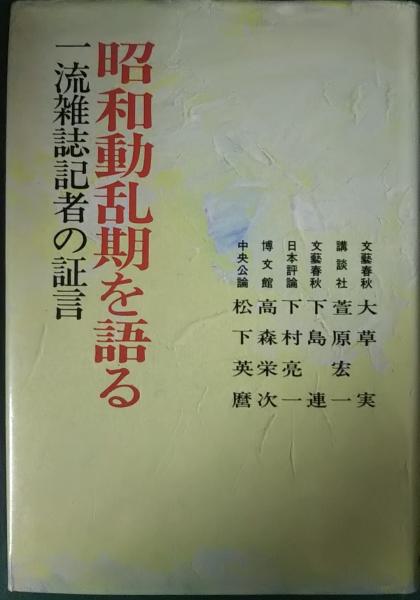 昭和動乱期を語る
一流雑誌記者の証言
文藝春秋 大草実
講談社 萱原宏一
文藝春秋 下島連
日本評論 下村亮一
博文館 高森栄次
中央公論 松下英麿